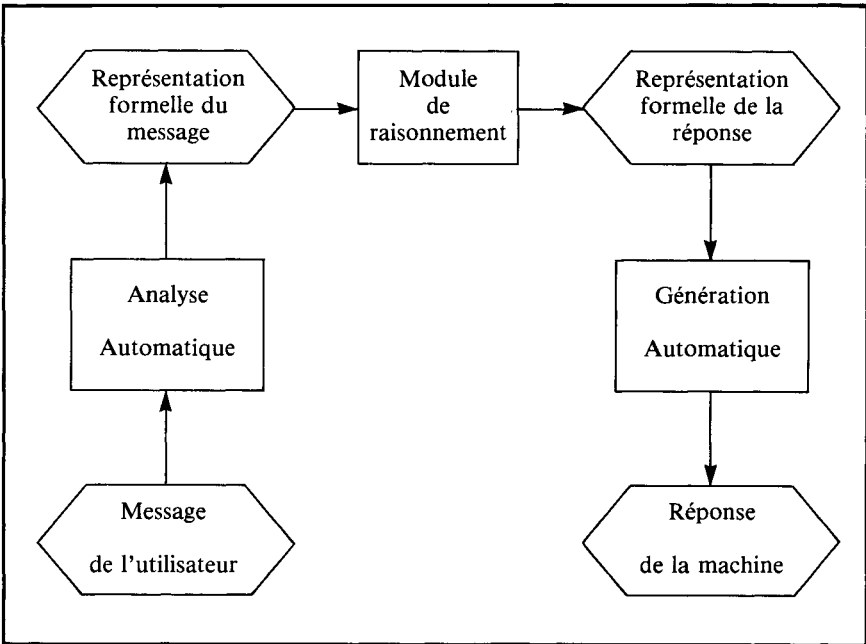 Représentation
formelle du
message
Module
de
raisonnement
Représentation
formelle de la
réponse
Analyse
Automatique
Génération
Automatique
Message
de l'utilisateur
Réponse
de la machine